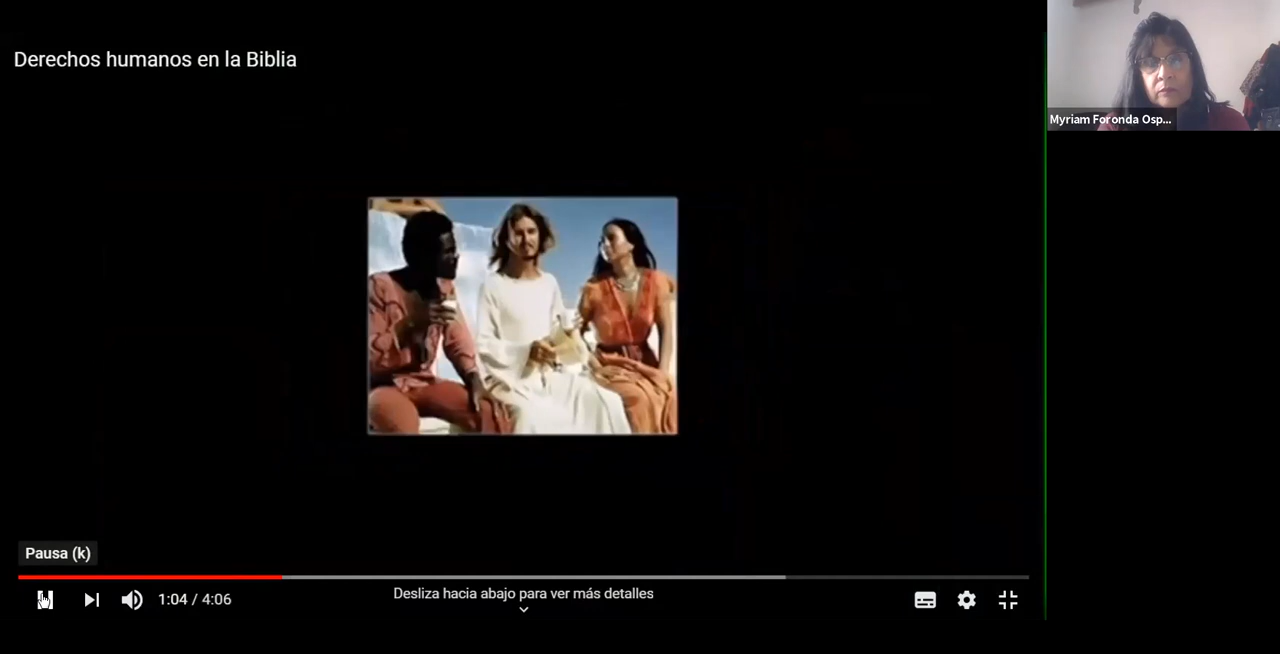 Derechos humanos en la Biblia
Myriam Foronda Osp...
Pausa (k)
1:04 / 4:06
Desliza hacia abajo para ver más detalles